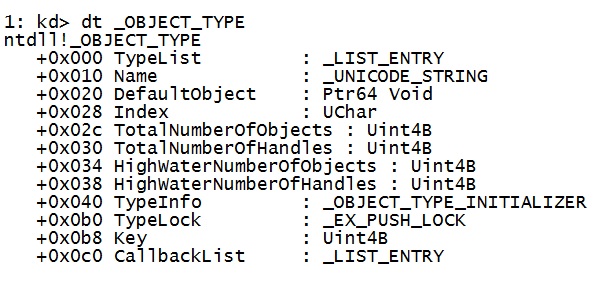 1: kd> dt _OBJECT_TYPE
ntdll!_OBJECT_TYPE
   +0x000 TypeList         : _LIST_ENTRY
   +0x010 Name             : _UNICODE_STRING
   +0x020 DefaultObject    : Ptr64 Void
   +0x028 Index            : UChar
   +0x02c TotalNumberOfObjects : Uint4B
   +0x030 TotalNumberOfHandles : Uint4B
   +0x034 HighWaterNumberOfObjects : Uint4B
   +0x038 HighWaterNumberOfHandles : Uint4B
   +0x040 TypeInfo         : _OBJECT_TYPE_INITIALIZER
   +0x0b0 TypeLock         : _EX_PUSH_LOCK
   +0x0b8 Key              : Uint4B
   +0x0c0 CallbackList     : _LIST_ENTRY